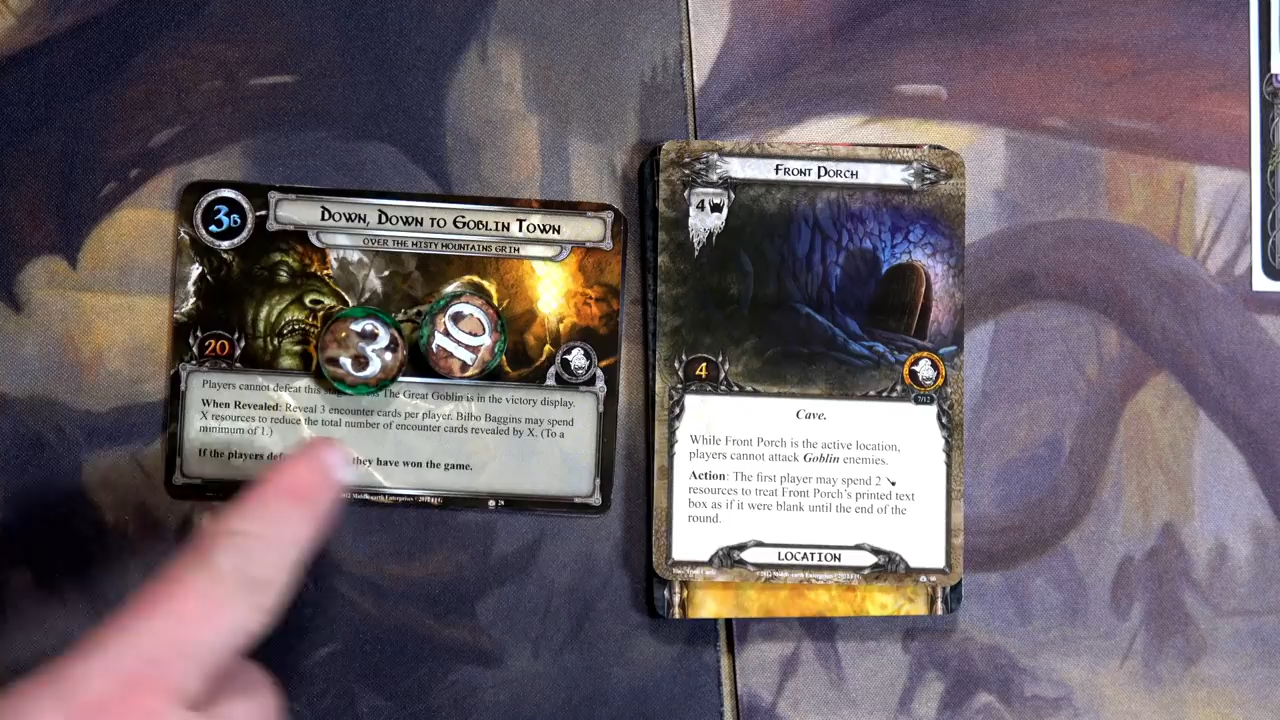 3B
DOWN, DOWN TO GOBLIN TOWN
OVER THE MISTY MOUNTAINS GRIM
3
10
20
Players cannot defeat this The Great Goblin is in the victory display.
When Revealed: Reveal 3 encounter cards per player. Bilbo Baggins may spend
X resources to reduce the total number of encounter cards revealed by X. (To a
minimum of 1.)
If the players they have won the game.
FRONT PORCH
4
4
7/12
Cave.
While Front Porch is the active location,
players cannot attack Goblin enemies.
Action: The first player may spend 2
resources to treat Front Porch's printed text
box as if it were blank until the end of the
round.
LOCATION